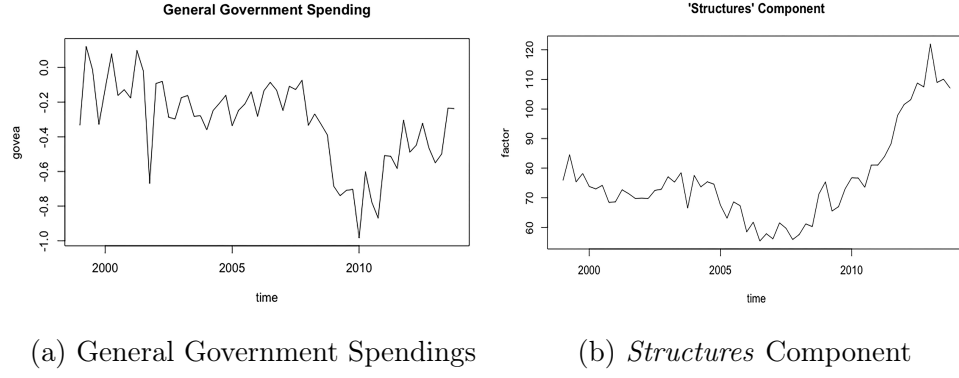 General Government Spending
govea
0.0
-0.2
-0.4
-0.6
-0.8
-1.0
2000 2005 2010
time
'Structures' Component
factor
120
110
100
90
80
70
60
2000 2005 2010
time
(a) General Government Spendings
(b) Structures Component